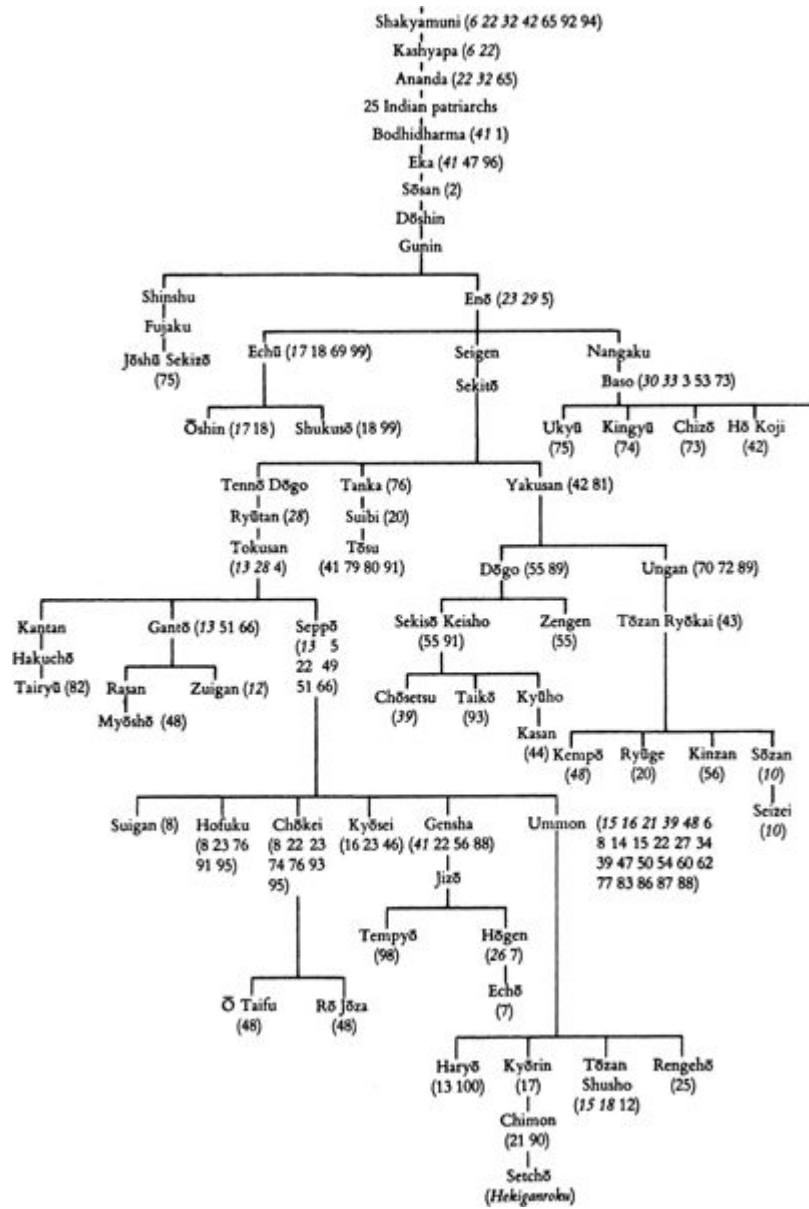 Shakyamuni (6 22 32 42 65 92 94)
Kashyapa (6 22)
Ananda (22 32 65)
25 Indian patriarchs
Bodhidharma (41 1)
Eka (41 47 96)
Sōsan (2)
Dōshin
Gunin
Shinshu
Enō (23 29 5)
Fujaku
Jōshū Sekizō
(75)
Echū (17 18 69 99)
Seigen
Nangaku
Sekitō
Baso (30 33 3 53 73)
Ōshin (17 18)
Shukusō (18 99)
Ukyū
(75)
Kingyū
(74)
Chizō
(73)
Hō Koji
(42)
Tennō Dōgo
Tanka (76)
Yakusan (42 81)
Ryūtan (28)
Suibi (20)
Tokusan
(13 28 4)
Tōsu
(41 79 80 91)
Dōgo (55 89)
Ungan (70 72 89)
Kantan
Gantō (13 51 66)
Seppō
(13 5
22 49
51 66)
Sekisō Keisho
(55 91)
Zengen
(55)
Tōzan Ryōkai (43)
Hakuchō
Tairyū (82)
Rasan
Zuigan (12)
Myōshō (48)
Chōsetsu
(39)
Taikō
(93)
Kyūho
Kasan
(44)
Kempō
(48)
Ryūge
(20)
Kinzan
(56)
Sōzan
(10)
Seizei
(10)
Suigan (8)
Hofuku
(8 23 76
91 95)
Chōkei
(8 22 23
74 76 93
95)
Kyōsei
(16 23 46)
Gensha
(41 22 56 88)
Ummon (15 16 21 39 48 6
8 14 15 22 27 34
39 47 50 54 60 62
77 83 86 87 88)
Jizō
Tempyō
(98)
Hōgen
(26 7)
Echō
(7)
Ō Taifu
(48)
Rō Jōza
(48)
Haryō
(13 100)
Kyōrin
(17)
Tōzan
Shusho
(15 18 12)
Rengehō
(25)
Chimon
(21 90)
Setchō
(Hekiganroku)